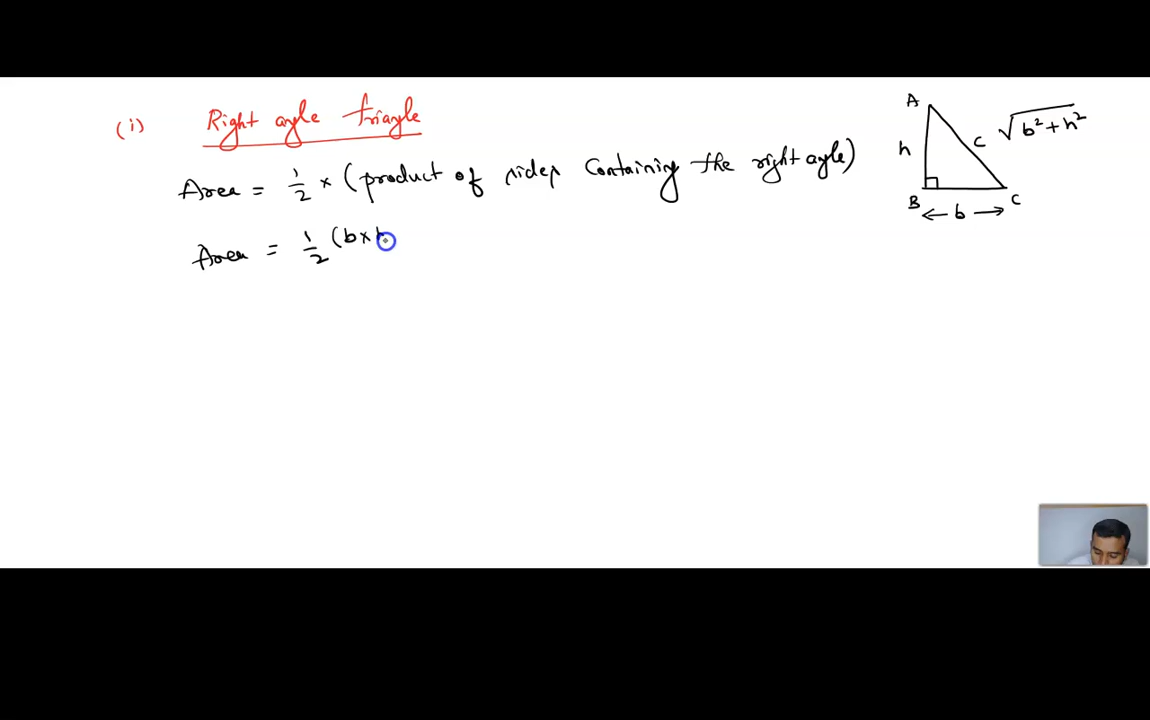 (i) Right angle triangle
Area = 1/2 × (product of sides containing the right angle)
Area = 1/2 (b×h
A
h
c √b²+h²
B
C
b